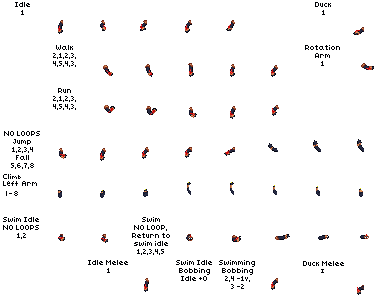 Idle
1
Duck
1
Walk
2,1,2,3,
4,5,4,3,
Rotation
Arm
1
Run
2,1,2,3,
4,5,4,3,
NO LOOPS
Jump
1,2,3,4
Fall
5,6,7,8
Climb
Left Arm
1-8
Swim Idle
NO LOOPS
1,2
Swim
NO LOOP,
Return to
swim idle
1,2,3,4,5
Swim Idle
Bobbing
Idle +0
Swimming
Bobbing
2,4 -1v,
3 -2
Idle Melee
1
Duck Melee
1